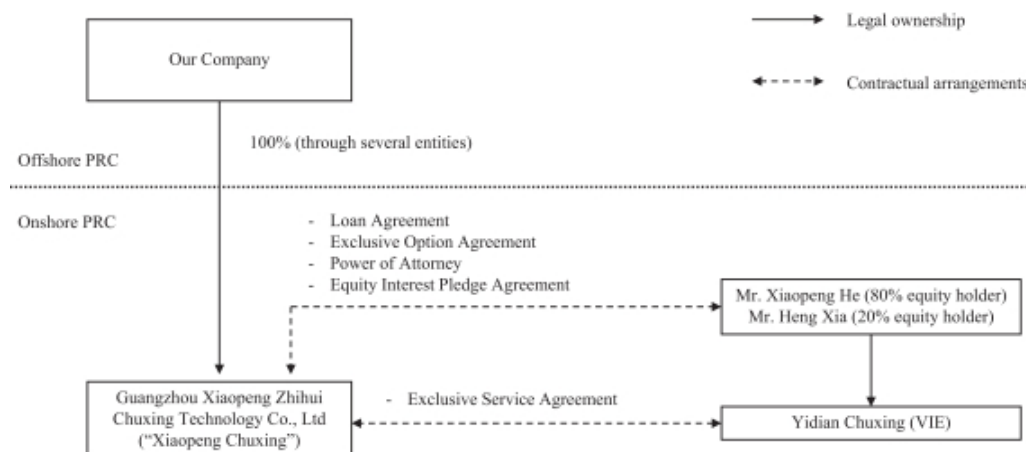 Legal ownership
Our Company
Contractual arrangements
100% (through several entities)
Offshore PRC
Onshore PRC
- Loan Agreement
- Exclusive Option Agreement
- Power of Attorney
- Equity Interest Pledge Agreement
Mr. Xiaopeng He (80% equity holder)
Mr. Heng Xia (20% equity holder)
Guangzhou Xiaopeng Zhihui
Chuxing Technology Co., Ltd
(“Xiaopeng Chuxing”)
- Exclusive Service Agreement
Yidian Chuxing (VIE)